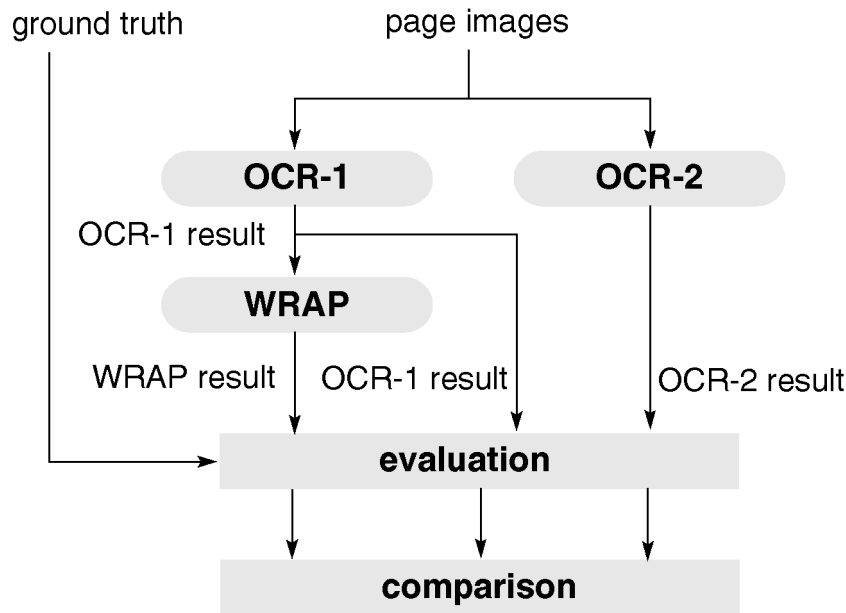 ground truth
page images
OCR-1
OCR-2
OCR-1 result
WRAP
WRAP result
OCR-1 result
OCR-2 result
evaluation
comparison